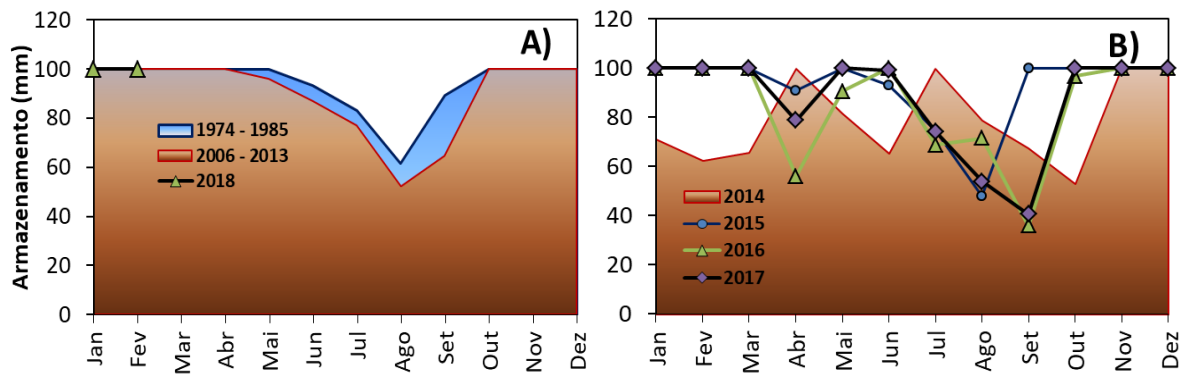 Armazenamento (mm)
120
100
80
60
40
20
0
A)
1974 - 1985
2006 - 2013
2018
Jan
Fev
Mar
Abr
Mai
Jun
Jul
Ago
Set
Out
Nov
Dez
120
100
80
60
40
20
0
B)
2014
2015
2016
2017
Jan
Fev
Mar
Abr
Mai
Jun
Jul
Ago
Set
Out
Nov
Dez